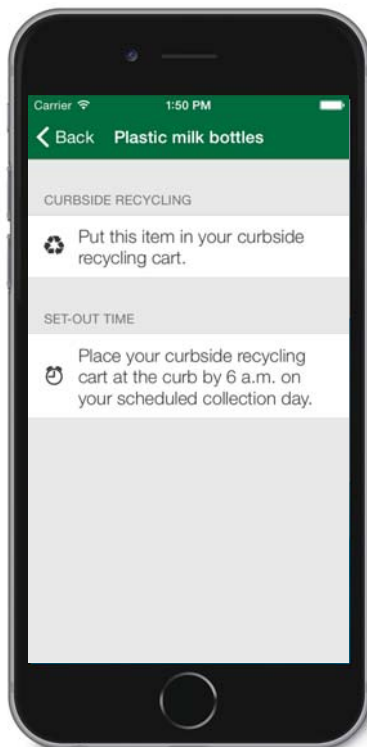 Carrier 1:50 PM
Back Plastic milk bottles
CURBSIDE RECYCLING
Put this item in your curbside
recycling cart.
SET-OUT TIME
Place your curbside recycling
cart at the curb by 6 a.m. on
your scheduled collection day.